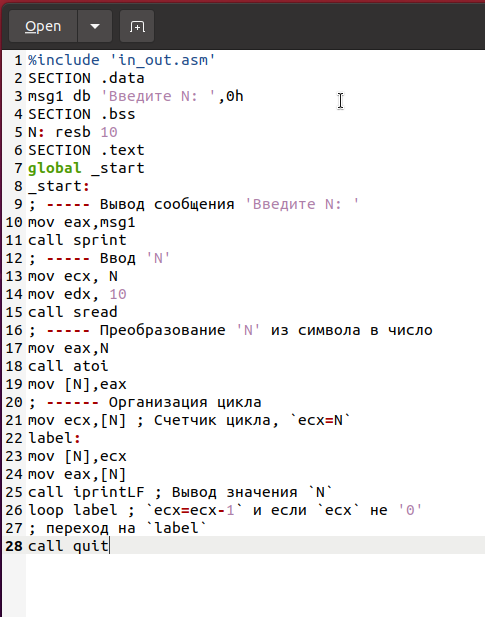 Open
1 %include 'in_out.asm'
2 SECTION .data
3 msg1 db 'Введите N: ',0h
4 SECTION .bss
5 N: resb 10
6 SECTION .text
7 global _start
8 _start:
9 ; ----- Вывод сообщения 'Введите N: '
10 mov eax,msg1
11 call sprint
12 ; ----- Ввод 'N'
13 mov ecx, N
14 mov edx, 10
15 call sread
16 ; ----- Преобразование 'N' из символа в число
17 mov eax,N
18 call atoi
19 mov [N],eax
20 ; ------ Организация цикла
21 mov ecx,[N] ; Счетчик цикла, `ecx=N`
22 label:
23 mov [N],ecx
24 mov eax,[N]
25 call iprintLF ; Вывод значения `N`
26 loop label ; `ecx=ecx-1` и если `ecx` не '0'
27 ; переход на `label`
28 call quit